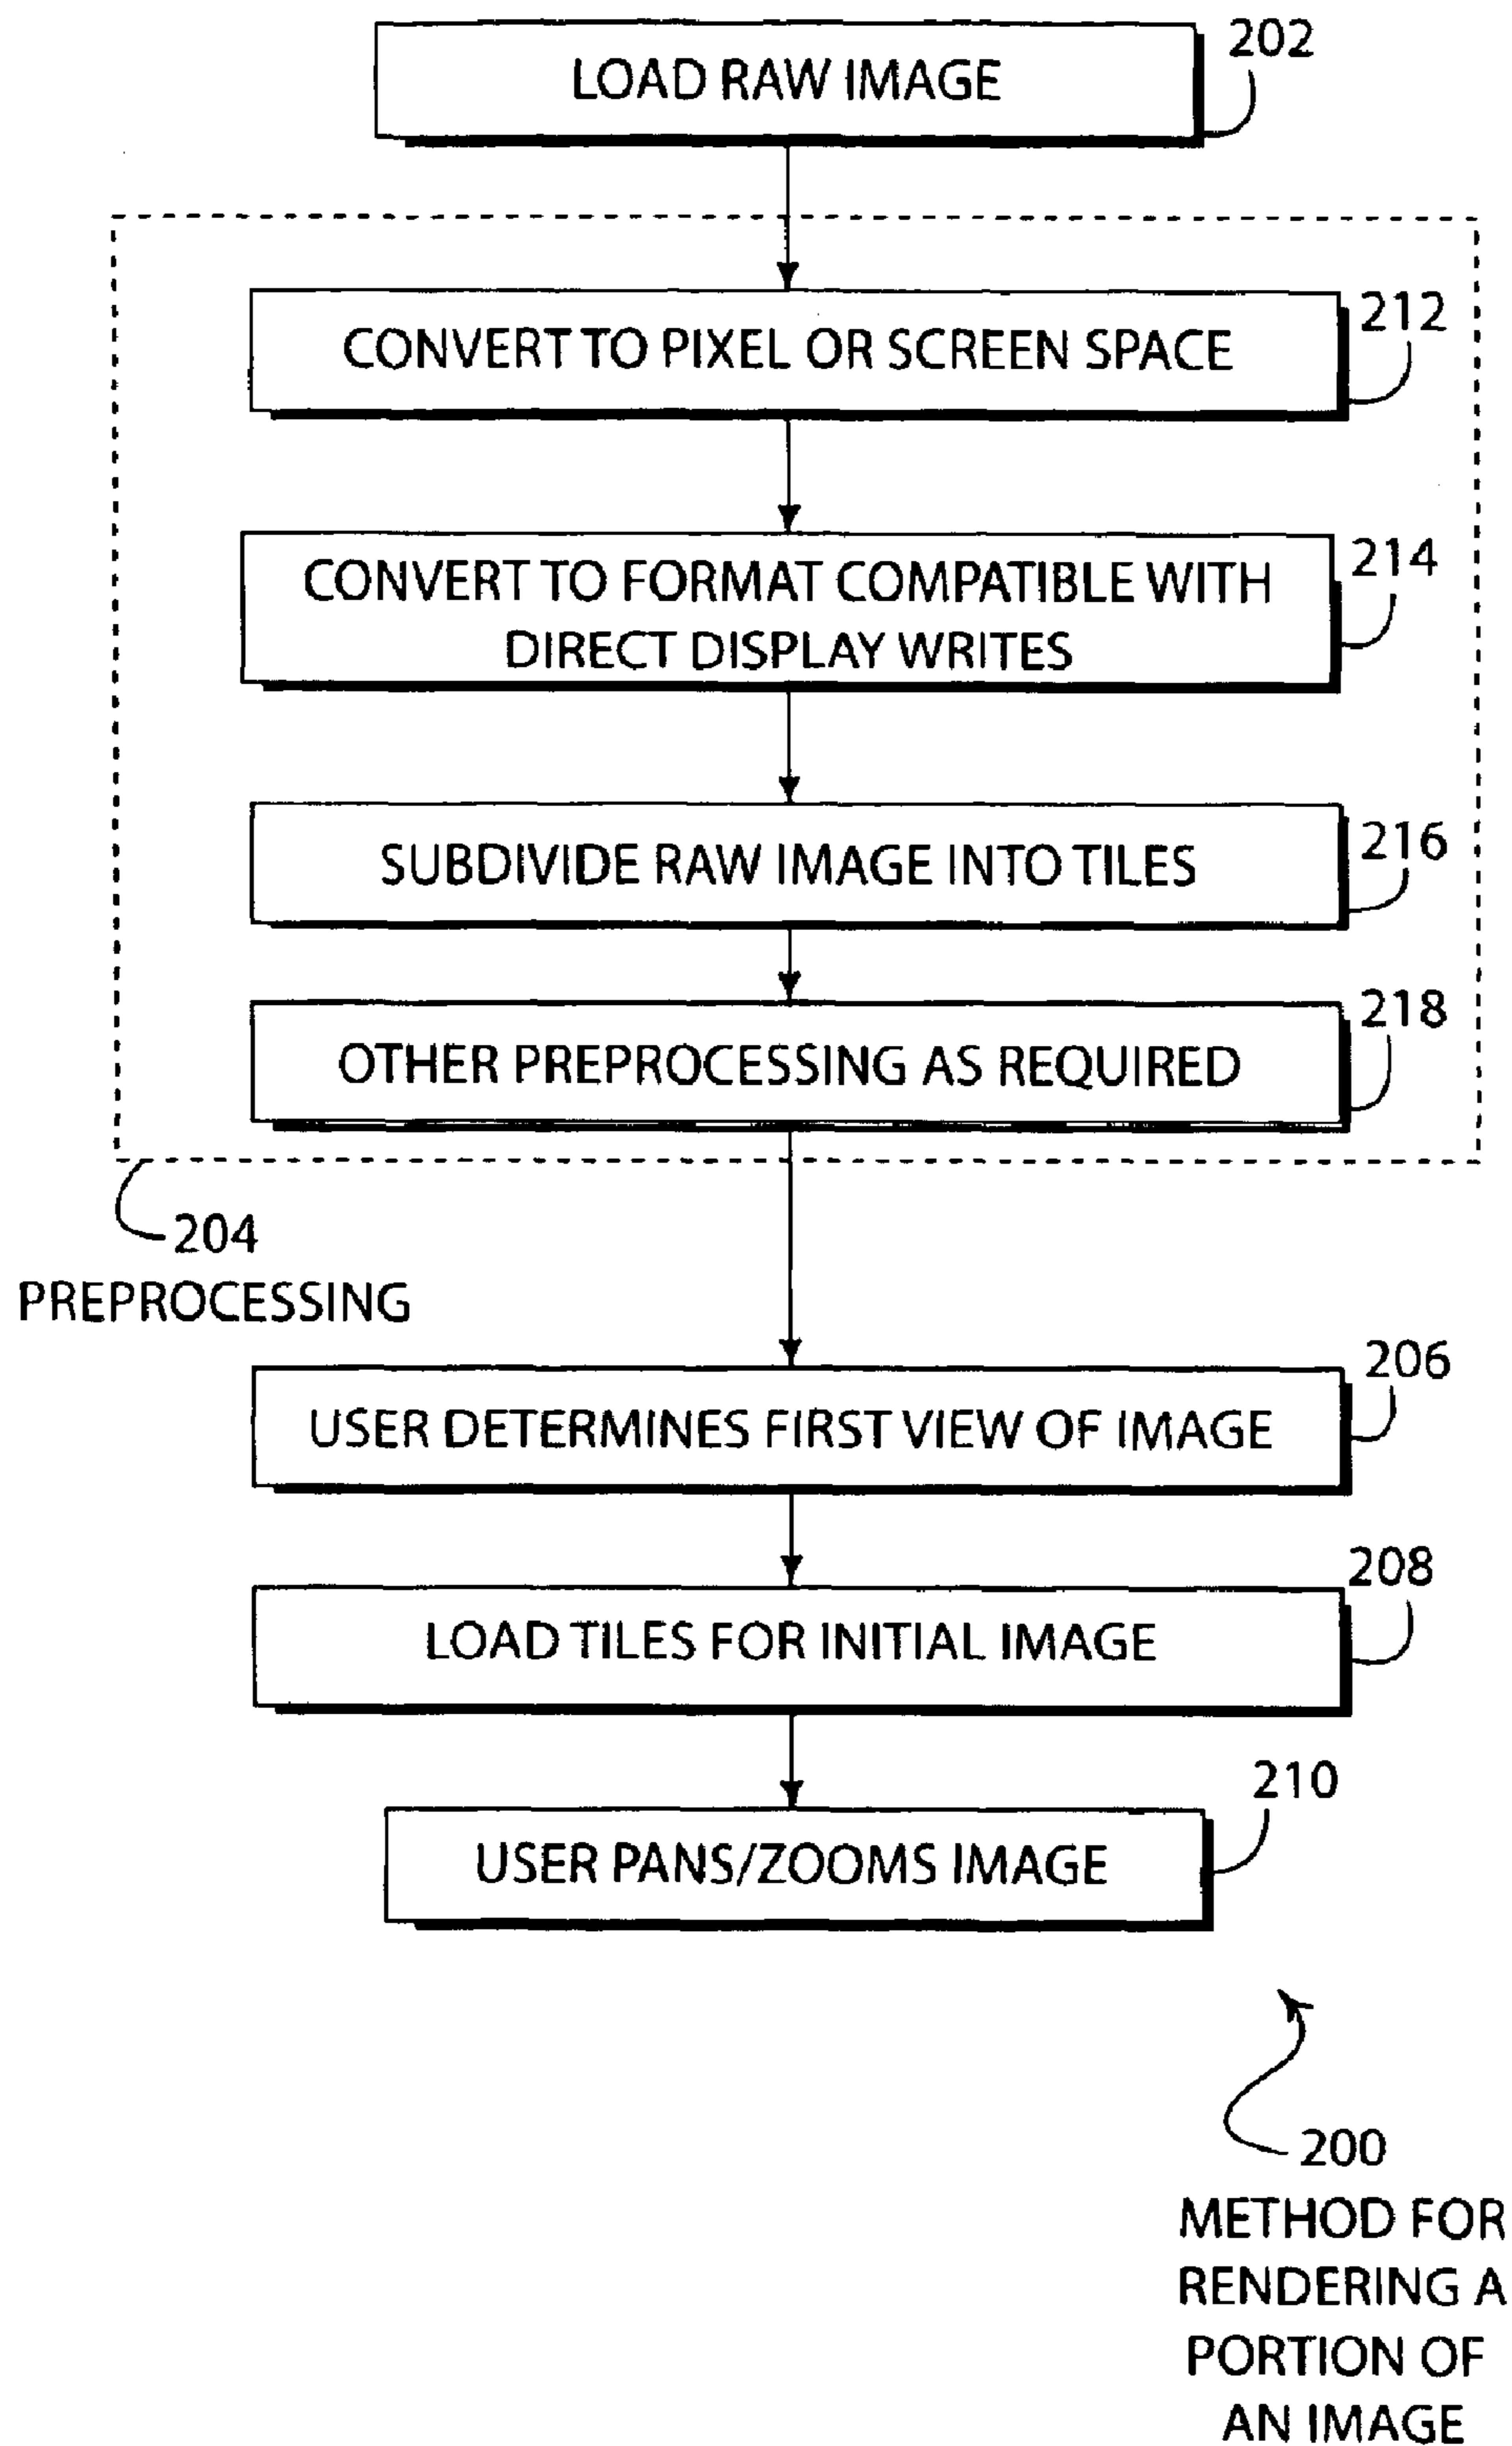 LOAD RAW IMAGE
202
CONVERT TO PIXEL OR SCREEN SPACE
212
CONVERT TO FORMAT COMPATIBLE WITH
DIRECT DISPLAY WRITES
214
SUBDIVIDE RAW IMAGE INTO TILES
216
OTHER PREPROCESSING AS REQUIRED
218
204
PREPROCESSING
USER DETERMINES FIRST VIEW OF IMAGE
206
LOAD TILES FOR INITIAL IMAGE
208
USER PANS/ZOOMS IMAGE
210
200
METHOD FOR
RENDERING A
PORTION OF
AN IMAGE